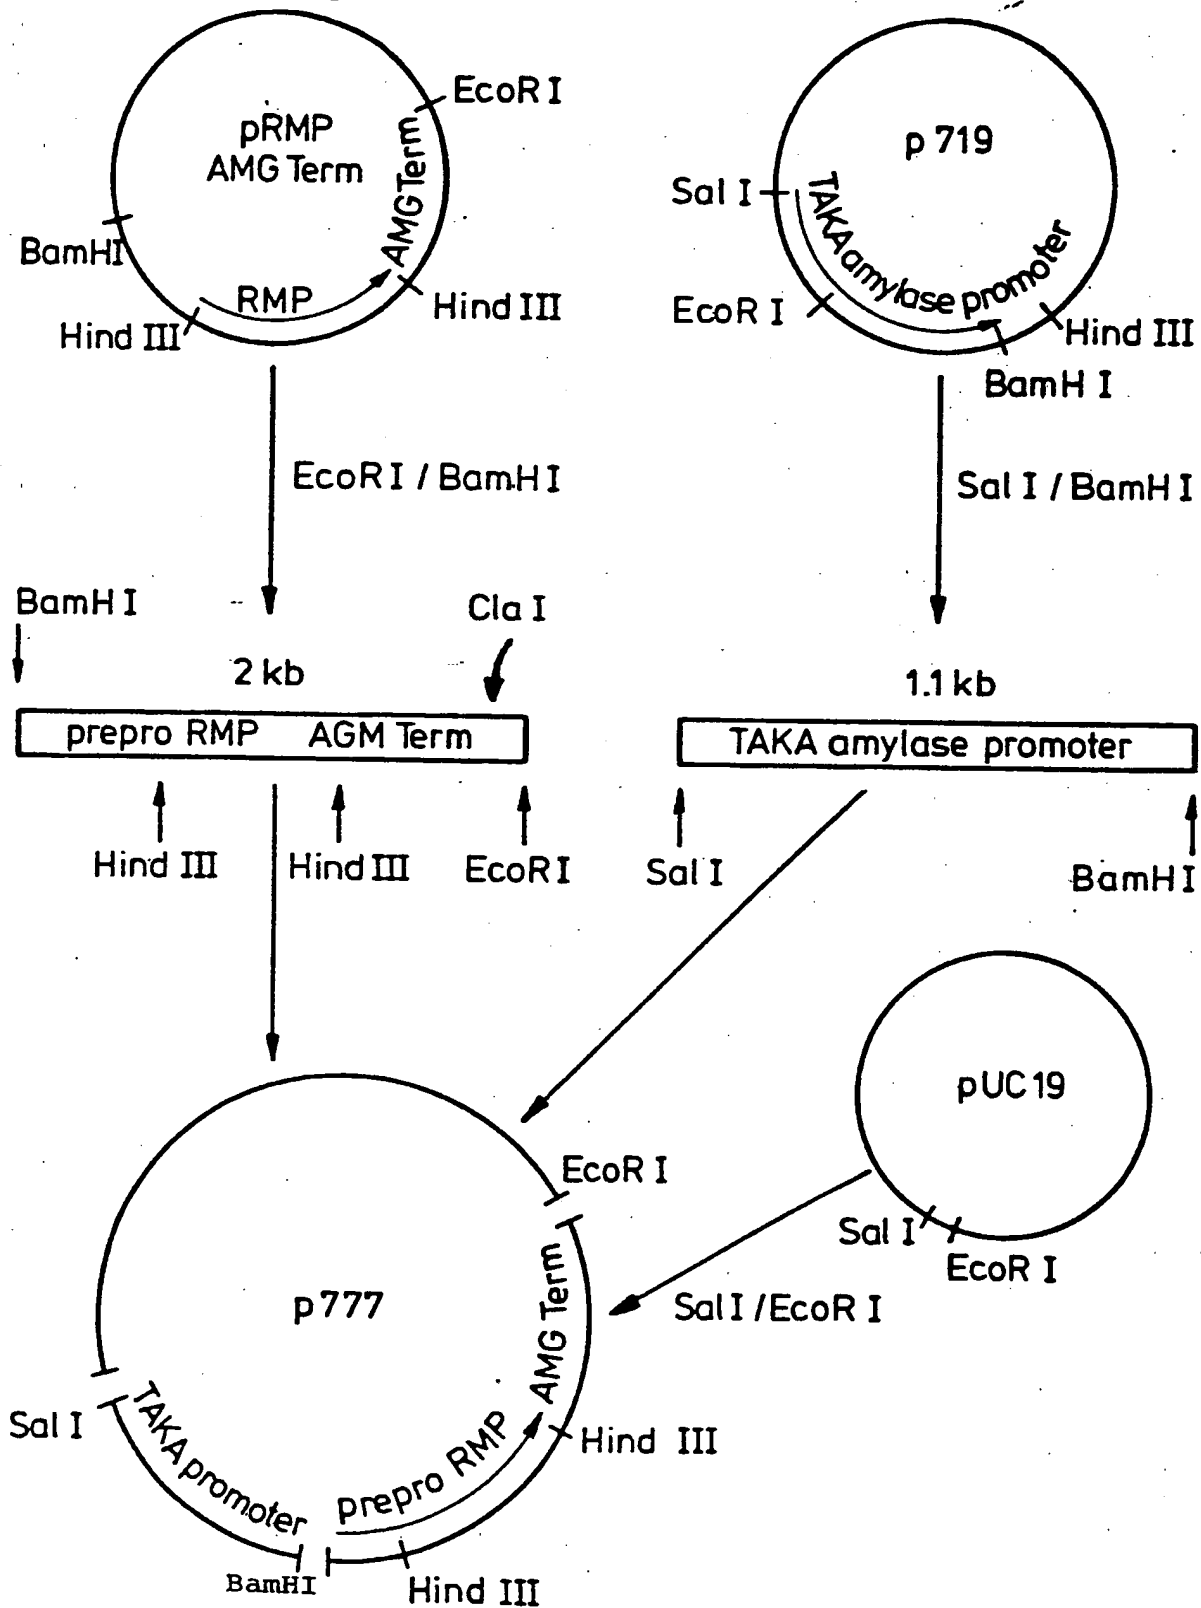 pRMP
AMG Term
EcoR I
AMG Term
BamHI
RMP
Hind III
Hind III
p 719
Sal I
TAKA amylase promoter
EcoR I
Hind III
BamH I
EcoR I / BamH I
Sal I / BamH I
BamH I
Cla I
2 kb
1.1 kb
prepro RMP AGM Term
TAKA amylase promoter
Hind III
Hind III
EcoR I
Sal I
BamH I
pUC19
EcoR I
Sal I
EcoR I
Sal I / EcoR I
p777
AMG Term
Sal I
TAKA promoter
prepro RMP
Hind III
BamHI
Hind III